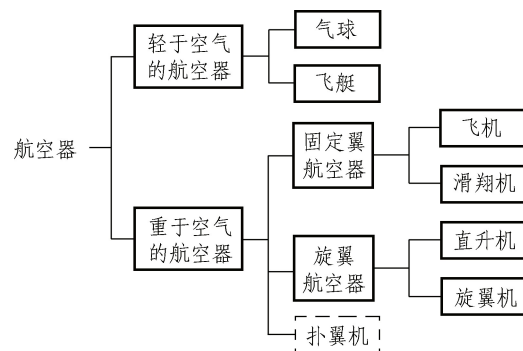 航空器
轻于空气
的航空器
气球
飞艇
重于空气
的航空器
固定翼
航空器
飞机
滑翔机
旋翼
航空器
直升机
旋翼机
扑翼机